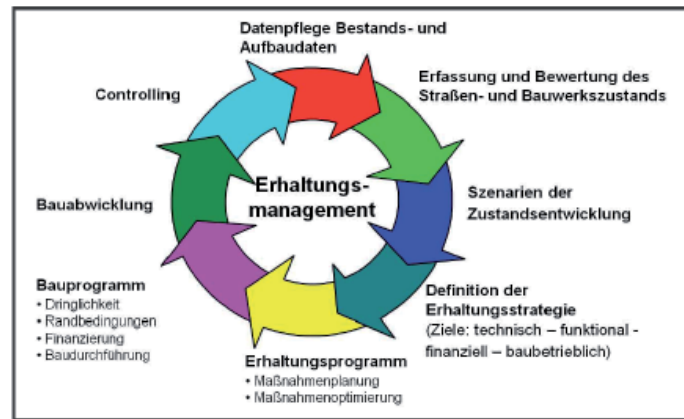 Datenpflege Bestands- und
Aufbaudaten
Erfassung und Bewertung des
Straßen- und Bauwerkszustands
Szenarien der
Zustandsentwicklung
Definition der
Erhaltungsstrategie
(Ziele: technisch – funktional -
finanziell – baubetrieblich)
Erhaltungsprogramm
• Maßnahmenplanung
• Maßnahmenoptimierung
Bauprogramm
• Dringlichkeit
• Randbedingungen
• Finanzierung
• Baudurchführung
Bauabwicklung
Controlling
Erhaltungs-
management